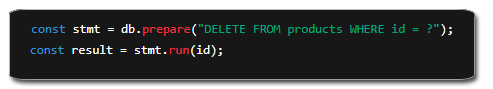 const stmt = db.prepare("DELETE FROM products WHERE id = ?");
const result = stmt.run(id);